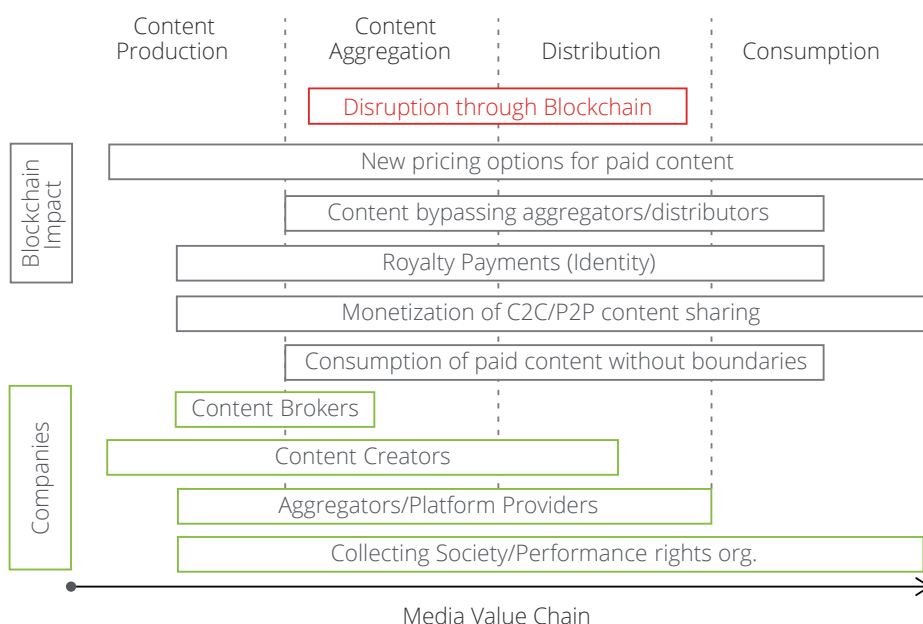 Content
Production
Content
Aggregation
Distribution
Consumption
Disruption through Blockchain
Blockchain
Impact
New pricing options for paid content
Content bypassing aggregators/distributors
Royalty Payments (Identity)
Monetization of C2C/P2P content sharing
Consumption of paid content without boundaries
Companies
Content Brokers
Content Creators
Aggregators/Platform Providers
Collecting Society/Performance rights org.
Media Value Chain